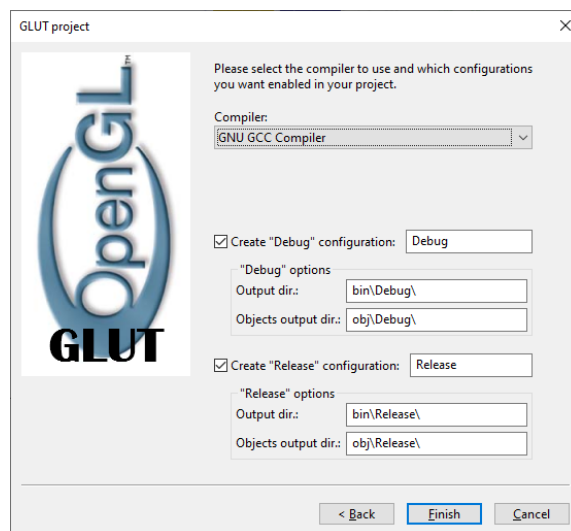 GLUT project
OpenGL
TM
GLUT
Please select the compiler to use and which configurations
you want enabled in your project.
Compiler:
GNU GCC Compiler
Create "Debug" configuration: Debug
"Debug" options
Output dir.: bin\Debug\
Objects output dir.: obj\Debug\
Create "Release" configuration: Release
"Release" options
Output dir.: bin\Release\
Objects output dir.: obj\Release\
< Back Finish Cancel